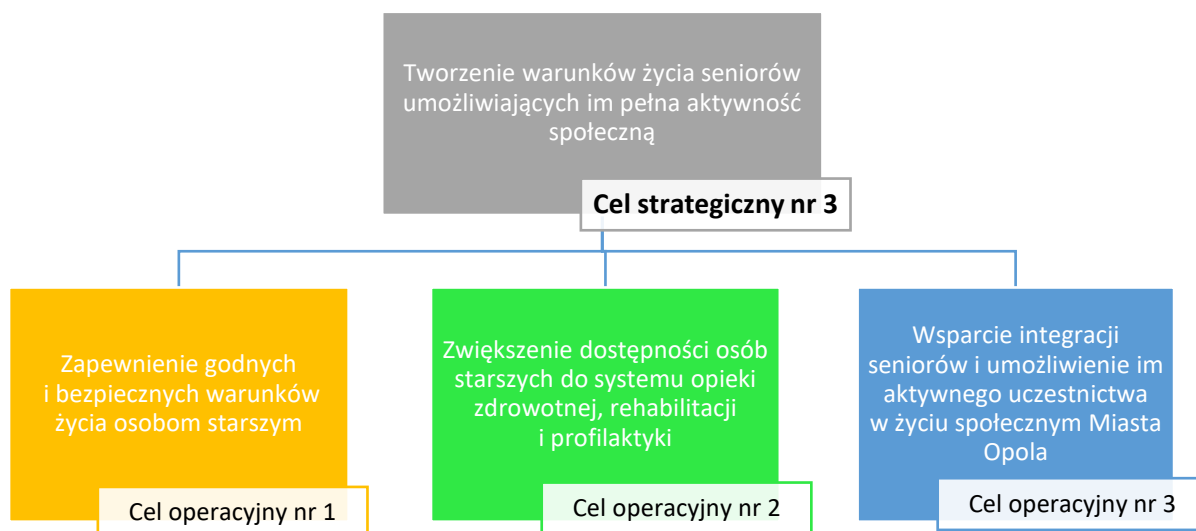 Tworzenie warunków życia seniorów
umożliwiających im pełna aktywność
społeczną
Cel strategiczny nr 3
Zapewnienie godnych
i bezpiecznych warunków
życia osobom starszym
Cel operacyjny nr 1
Zwiększenie dostępności osób
starszych do systemu opieki
zdrowotnej, rehabilitacji
i profilaktyki
Cel operacyjny nr 2
Wsparcie integracji
seniorów i umożliwienie im
aktywnego uczestnictwa
w życiu społecznym Miasta
Opola
Cel operacyjny nr 3